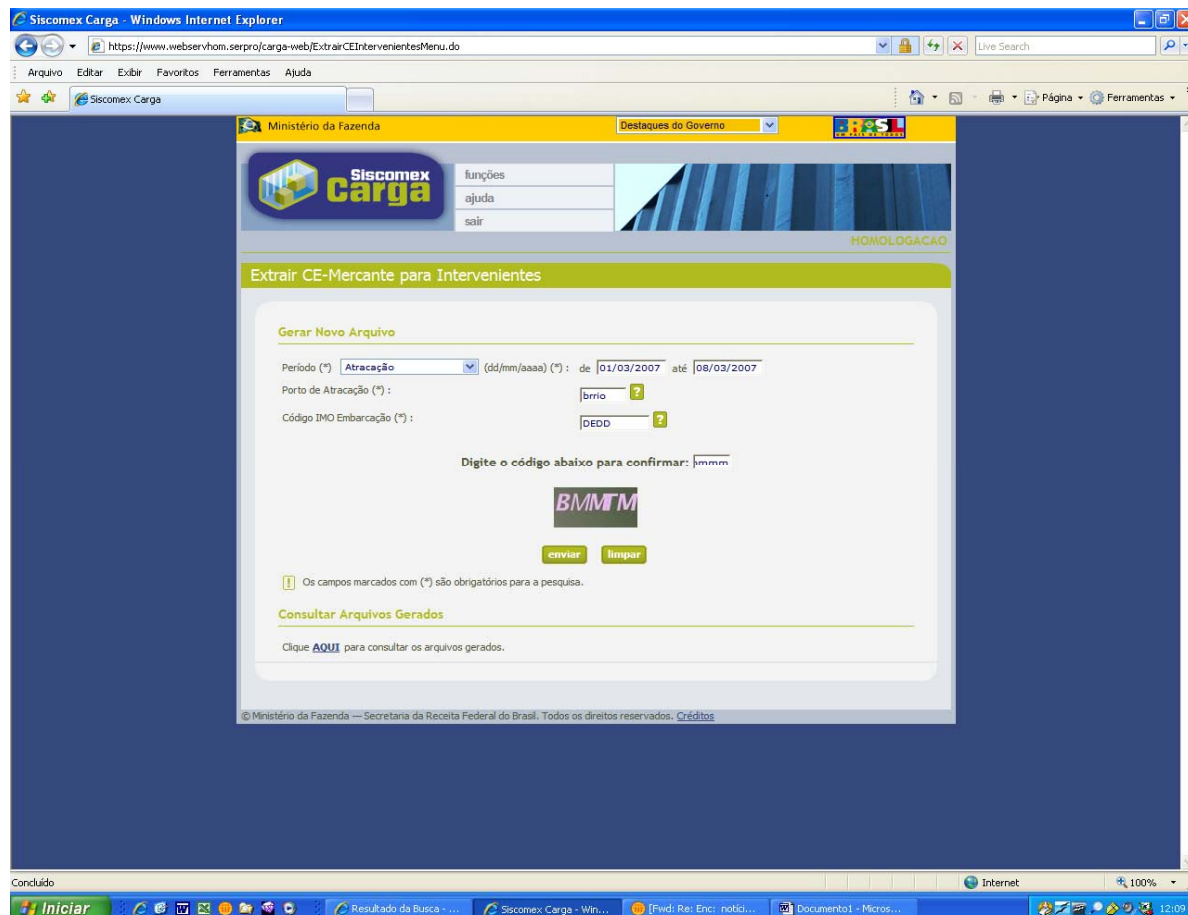 Siscomex Carga - Windows Internet Explorer
https://www.webservhom.serpro/carga-web/ExtrairCEIntervenientesMenu.do
Live Search
Arquivo Editar Exibir Favoritos Ferramentas Ajuda
Siscomex Carga
Página
Ferramentas
Ministério da Fazenda
Destaques do Governo
BRASIL
UM PAÍS DE TODOS
Siscomex
Carga
funções
ajuda
sair
HOMOLOGACAO
Extrair CE-Mercante para Intervenientes
Gerar Novo Arquivo
Período (*) Atracação (dd/mm/aaaa) (*) : de 01/03/2007 até 08/03/2007
Porto de Atracação (*) : brrio ?
Código IMO Embarcação (*) : DEDD ?
Digite o código abaixo para confirmar:
BMMTM
enviar limpar
! Os campos marcados com (*) são obrigatórios para a pesquisa.
Consultar Arquivos Gerados
Clique AQUI para consultar os arquivos gerados.
© Ministério da Fazenda — Secretaria da Receita Federal do Brasil. Todos os direitos reservados. Créditos
Concluído
Internet
100%
Iniciar
Resultado da Busca - ...
Siscomex Carga - Win...
[Fwd: Re: Enc: notíci...
Documento1 - Micros...
12:09